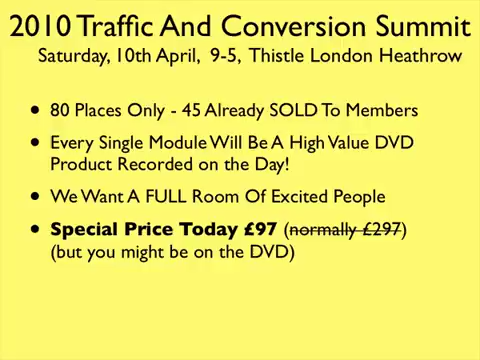 2010 Traffic And Conversion Summit
Saturday, 10th April,  9-5,  Thistle London Heathrow
• 80 Places Only - 45 Already SOLD To Members
• Every Single Module Will Be A High Value DVD
Product Recorded on the Day!
• We Want A FULL Room Of Excited People
• Special Price Today £97 (normally £297)
(but you might be on the DVD)